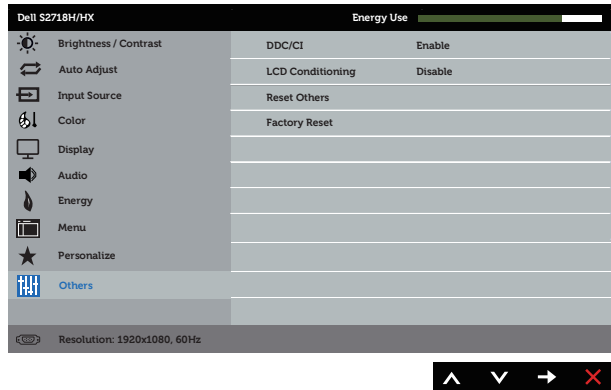 Dell S2718H/HX Energy Use
Brightness / Contrast
Auto Adjust
Input Source
Color
Display
Audio
Energy
Menu
Personalize
Others
DDC/CI Enable
LCD Conditioning Disable
Reset Others
Factory Reset
Resolution: 1920x1080, 60Hz